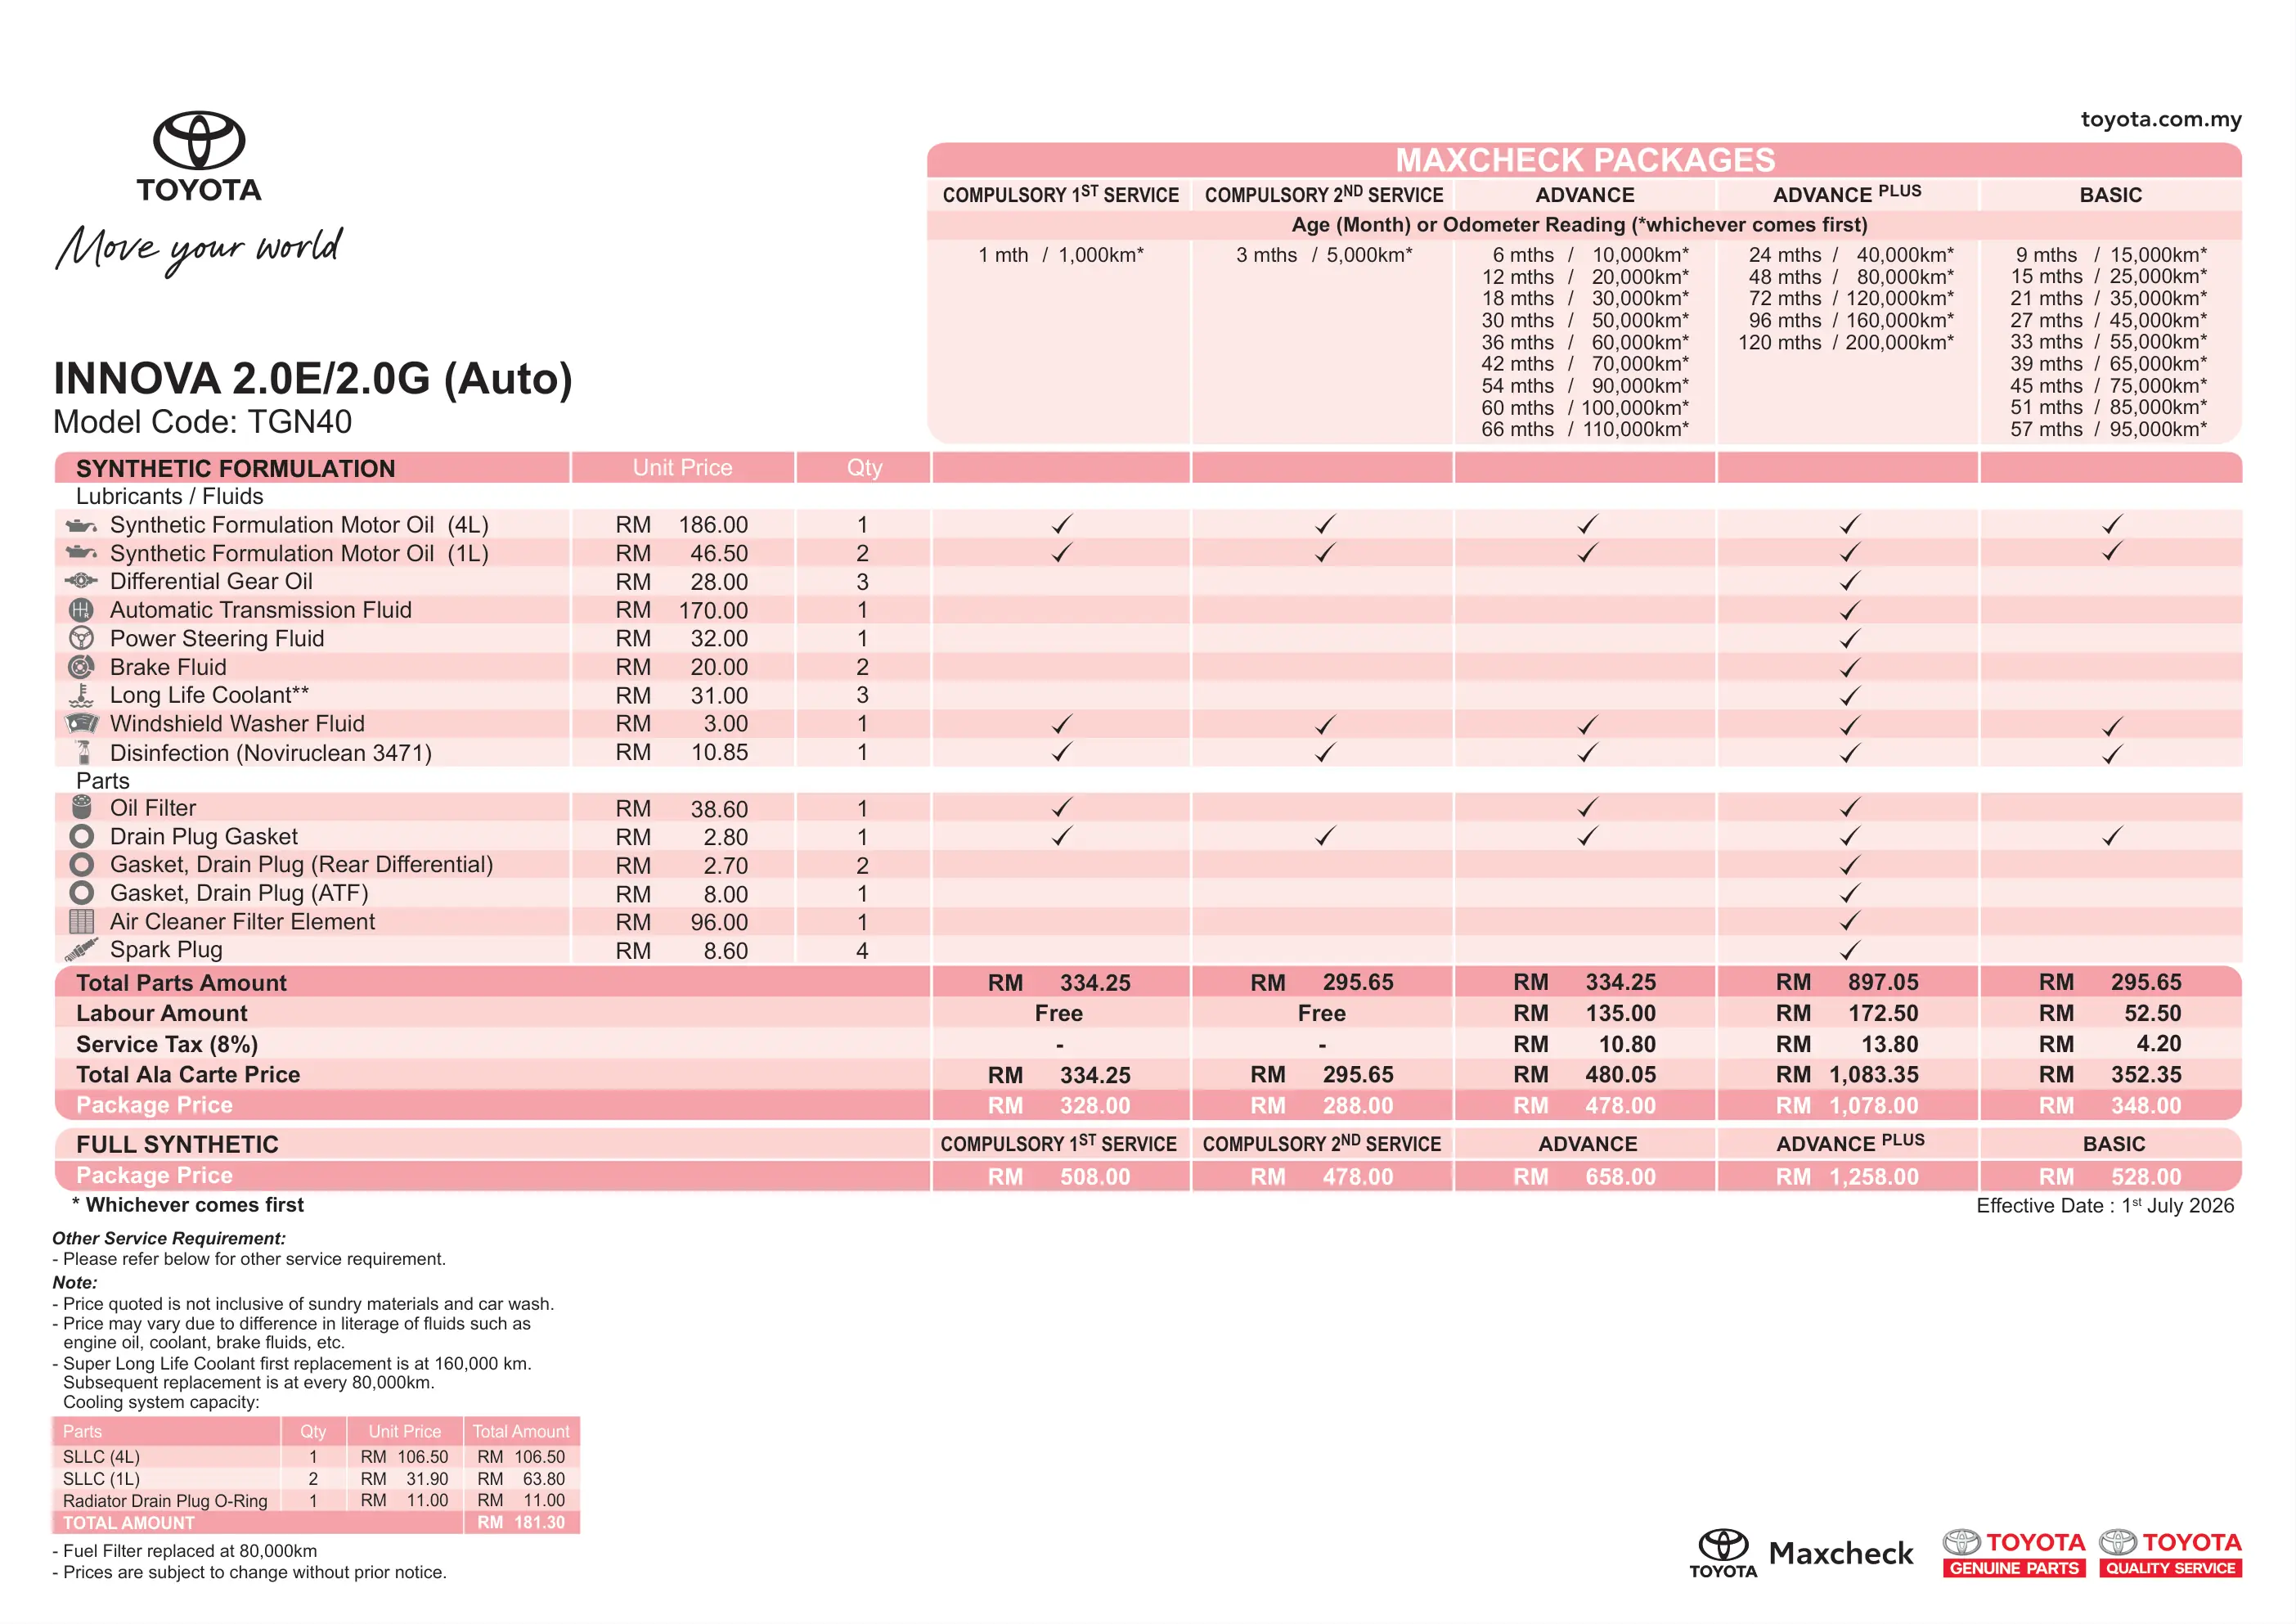 toyota.com.my
TOYOTA
Move your world
INNOVA 2.0E/2.0G (Auto)
Model Code: TGN40
MAXCHECK PACKAGES
COMPULSORY 1ST SERVICE COMPULSORY 2ND SERVICE ADVANCE ADVANCE PLUS BASIC
Age (Month) or Odometer Reading (*whichever comes first)
1 mth / 1,000km* 3 mths / 5,000km* 6 mths / 10,000km* 24 mths / 40,000km* 9 mths / 15,000km*
12 mths / 20,000km* 48 mths / 80,000km* 15 mths / 25,000km*
18 mths / 30,000km* 72 mths / 120,000km* 21 mths / 35,000km*
30 mths / 50,000km* 96 mths / 160,000km* 27 mths / 45,000km*
36 mths / 60,000km* 120 mths / 200,000km* 33 mths / 55,000km*
42 mths / 70,000km* 39 mths / 65,000km*
54 mths / 90,000km* 45 mths / 75,000km*
60 mths / 100,000km* 51 mths / 85,000km*
66 mths / 110,000km* 57 mths / 95,000km*
SYNTHETIC FORMULATION Unit Price Qty
Lubricants / Fluids
Synthetic Formulation Motor Oil (4L) RM 186.00 1 ✓ ✓ ✓ ✓ ✓
Synthetic Formulation Motor Oil (1L) RM 46.50 2 ✓ ✓ ✓ ✓ ✓
Differential Gear Oil RM 28.00 3 ✓
Automatic Transmission Fluid RM 170.00 1 ✓
Power Steering Fluid RM 32.00 1 ✓
Brake Fluid RM 20.00 2 ✓
Long Life Coolant** RM 31.00 3 ✓
Windshield Washer Fluid RM 3.00 1 ✓ ✓ ✓ ✓ ✓
Disinfection (Noviruclean 3471) RM 10.85 1 ✓ ✓ ✓ ✓ ✓
Parts
Oil Filter RM 38.60 1 ✓ ✓ ✓
Drain Plug Gasket RM 2.80 1 ✓ ✓ ✓ ✓ ✓
Gasket, Drain Plug (Rear Differential) RM 2.70 2 ✓
Gasket, Drain Plug (ATF) RM 8.00 1 ✓
Air Cleaner Filter Element RM 96.00 1 ✓
Spark Plug RM 8.60 4 ✓
Total Parts Amount RM 334.25 RM 295.65 RM 334.25 RM 897.05 RM 295.65
Labour Amount Free Free RM 135.00 RM 172.50 RM 52.50
Service Tax (8%) - - RM 10.80 RM 13.80 RM 4.20
Total Ala Carte Price RM 334.25 RM 295.65 RM 480.05 RM 1,083.35 RM 352.35
Package Price RM 328.00 RM 288.00 RM 478.00 RM 1,078.00 RM 348.00
FULL SYNTHETIC COMPULSORY 1ST SERVICE COMPULSORY 2ND SERVICE ADVANCE ADVANCE PLUS BASIC
Package Price RM 508.00 RM 478.00 RM 658.00 RM 1,258.00 RM 528.00
* Whichever comes first
Effective Date : 1st July 2026
Other Service Requirement:
- Please refer below for other service requirement.
Note:
- Price quoted is not inclusive of sundry materials and car wash.
- Price may vary due to difference in literage of fluids such as
engine oil, coolant, brake fluids, etc.
- Super Long Life Coolant first replacement is at 160,000 km.
Subsequent replacement is at every 80,000km.
Cooling system capacity:
Parts Qty Unit Price Total Amount
SLLC (4L) 1 RM 106.50 RM 106.50
SLLC (1L) 2 RM 31.90 RM 63.80
Radiator Drain Plug O-Ring 1 RM 11.00 RM 11.00
TOTAL AMOUNT RM 181.30
- Fuel Filter replaced at 80,000km
- Prices are subject to change without prior notice.
TOYOTA Maxcheck
TOYOTA GENUINE PARTS
TOYOTA QUALITY SERVICE